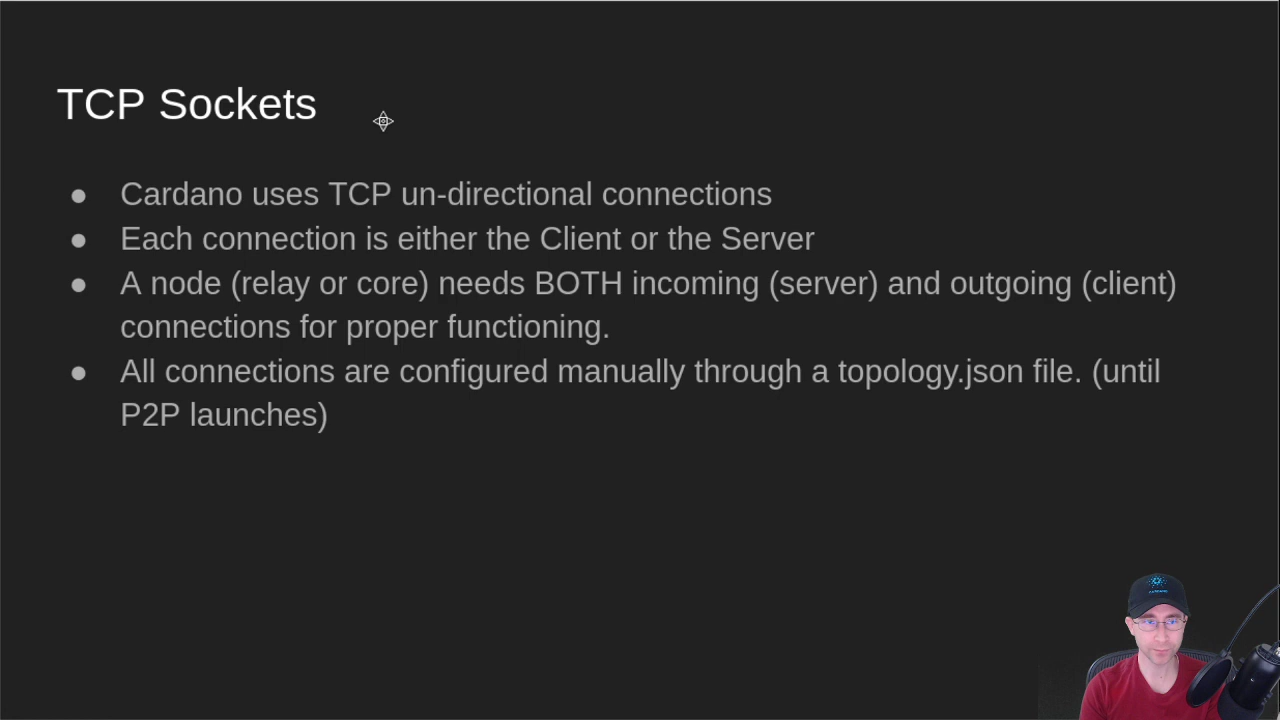 TCP Sockets
● Cardano uses TCP un-directional connections
● Each connection is either the Client or the Server
● A node (relay or core) needs BOTH incoming (server) and outgoing (client)
connections for proper functioning.
● All connections are configured manually through a topology.json file. (until
P2P launches)